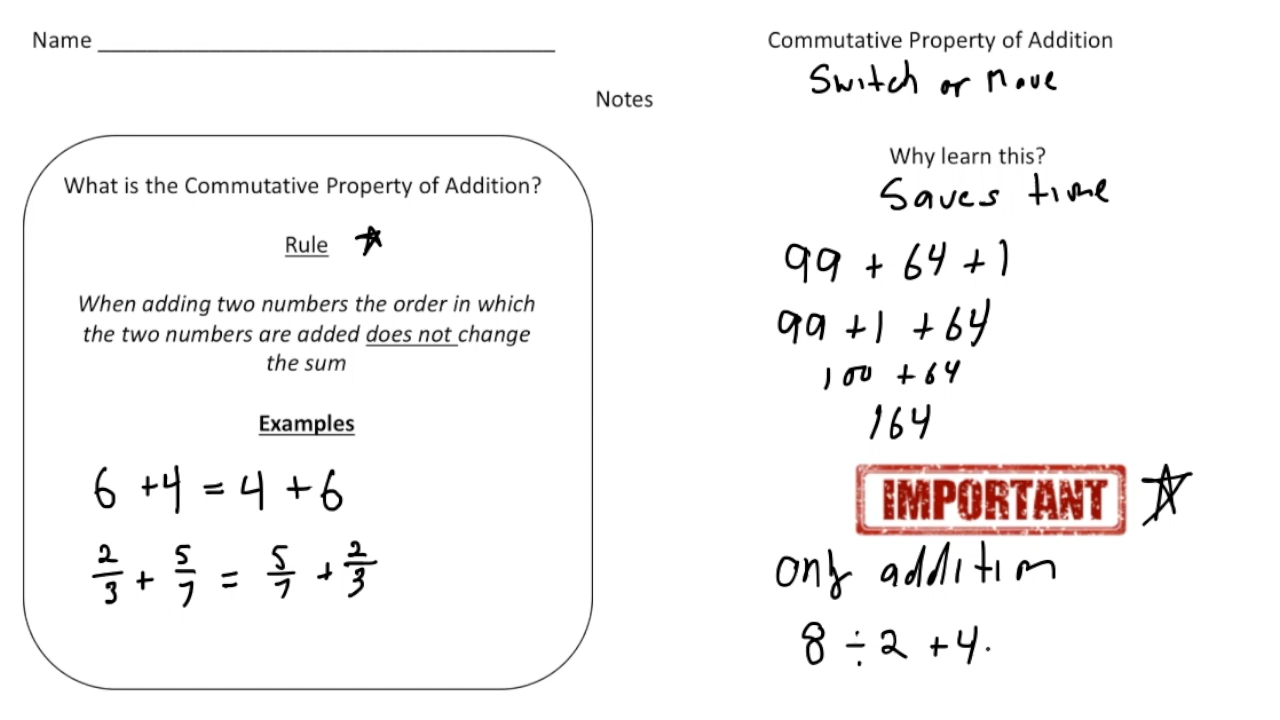 Name ____________
Notes
What is the Commutative Property of Addition?
Rule
When adding two numbers the order in which
the two numbers are added does not change
the sum
Examples
6 + 4 = 4 + 6
2/3 + 5/7 = 5/7 + 2/3
Commutative Property of Addition
Switch or Move
Why learn this?
Saves time
99 + 64 + 1
99 + 1 + 64
100 + 64
164
IMPORTANT
only addition
8 ÷ 2 + 4.